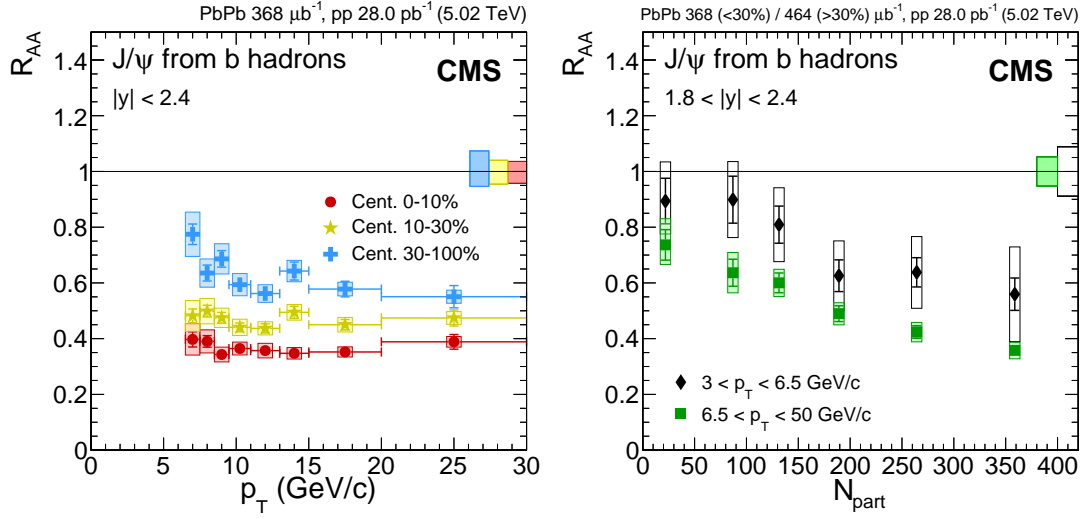 PbPb 368 μb⁻¹, pp 28.0 pb⁻¹ (5.02 TeV)
R_AA
1.4
1.2
1
0.8
0.6
0.4
0.2
0
J/ψ from b hadrons
CMS
|y| < 2.4
Cent. 0-10%
Cent. 10-30%
Cent. 30-100%
0 5 10 15 20 25 30
p_T (GeV/c)
PbPb 368 (<30%) / 464 (>30%) μb⁻¹, pp 28.0 pb⁻¹ (5.02 TeV)
R_AA
1.4
1.2
1
0.8
0.6
0.4
0.2
0
J/ψ from b hadrons
CMS
1.8 < |y| < 2.4
3 < p_T < 6.5 GeV/c
6.5 < p_T < 50 GeV/c
0 50 100 150 200 250 300 350 400
N_part